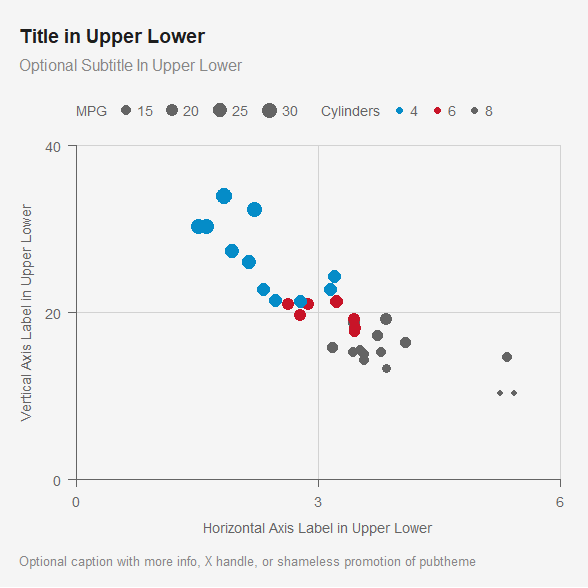 Title in Upper Lower
Optional Subtitle In Upper Lower
MPG 15 20 25 30 Cylinders 4 6 8
40
20
0
Vertical Axis Label in Upper Lower
0 3 6
Horizontal Axis Label in Upper Lower
Optional caption with more info, X handle, or shameless promotion of pubtheme